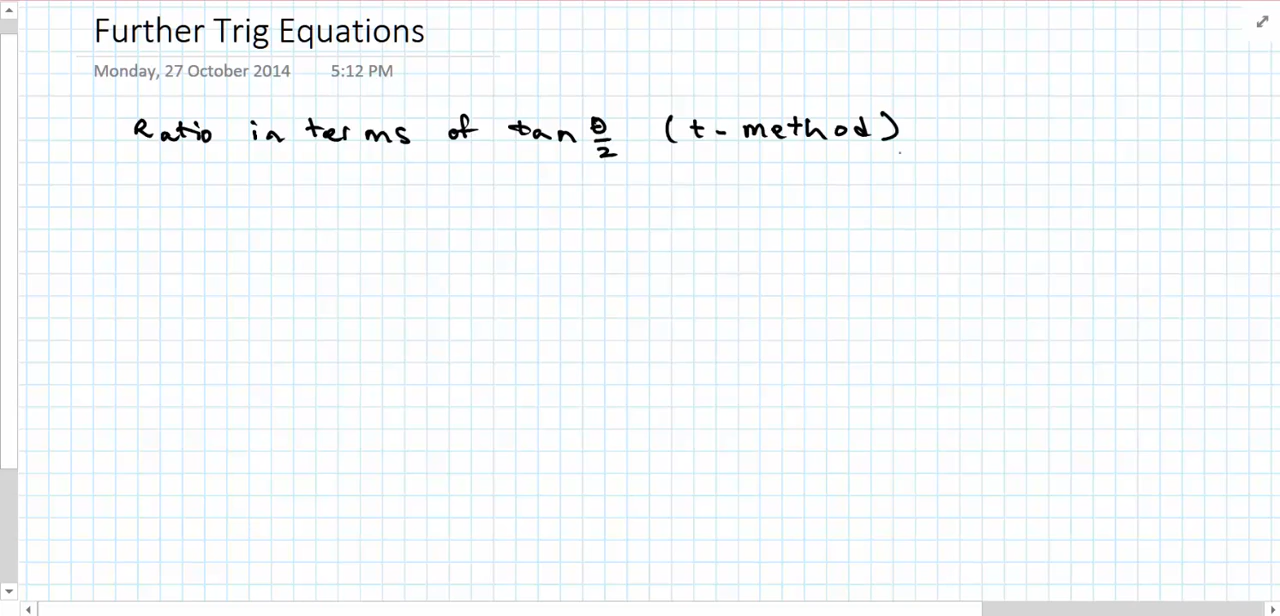 Further Trig Equations
Monday, 27 October 2014 5:12 PM
Ratio in terms of tan θ/2 (t-method)